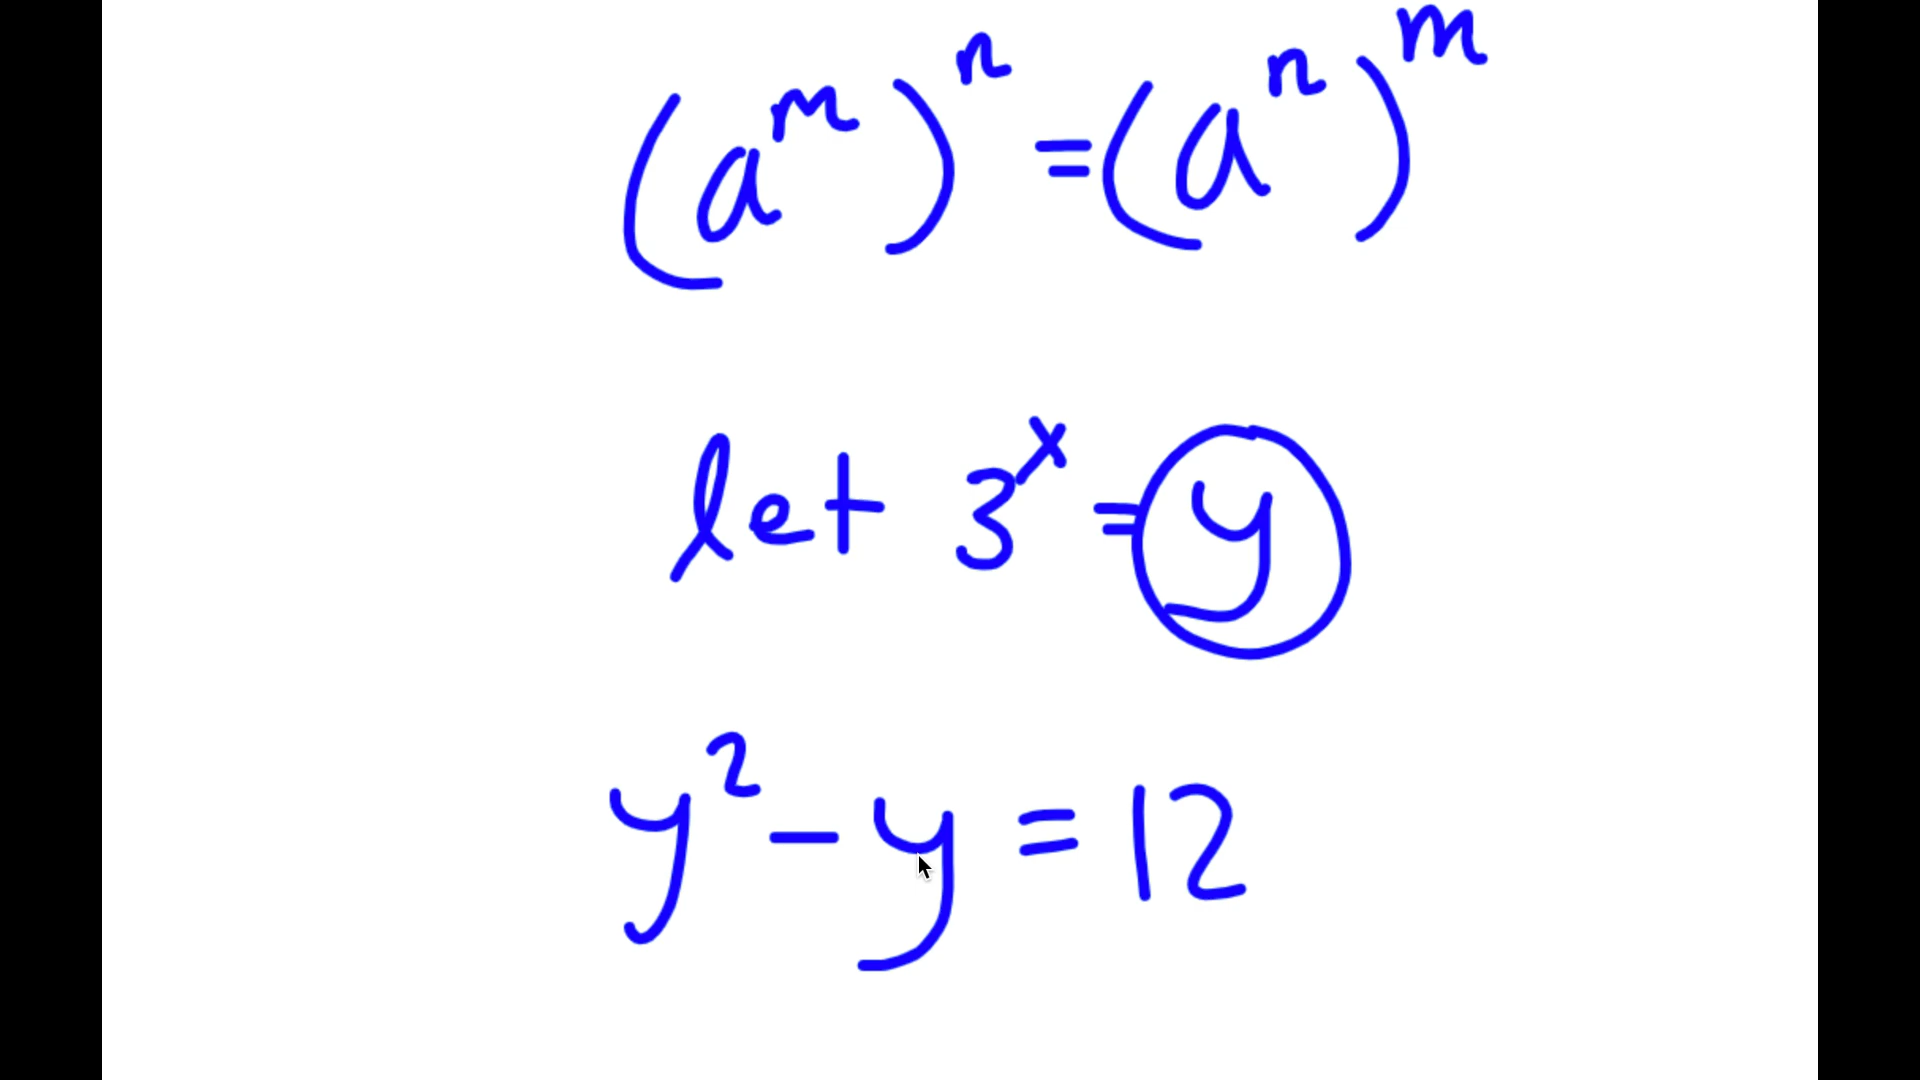 (a^m)^n = (a^n)^m
let 3^x = y
y^2 - y = 12